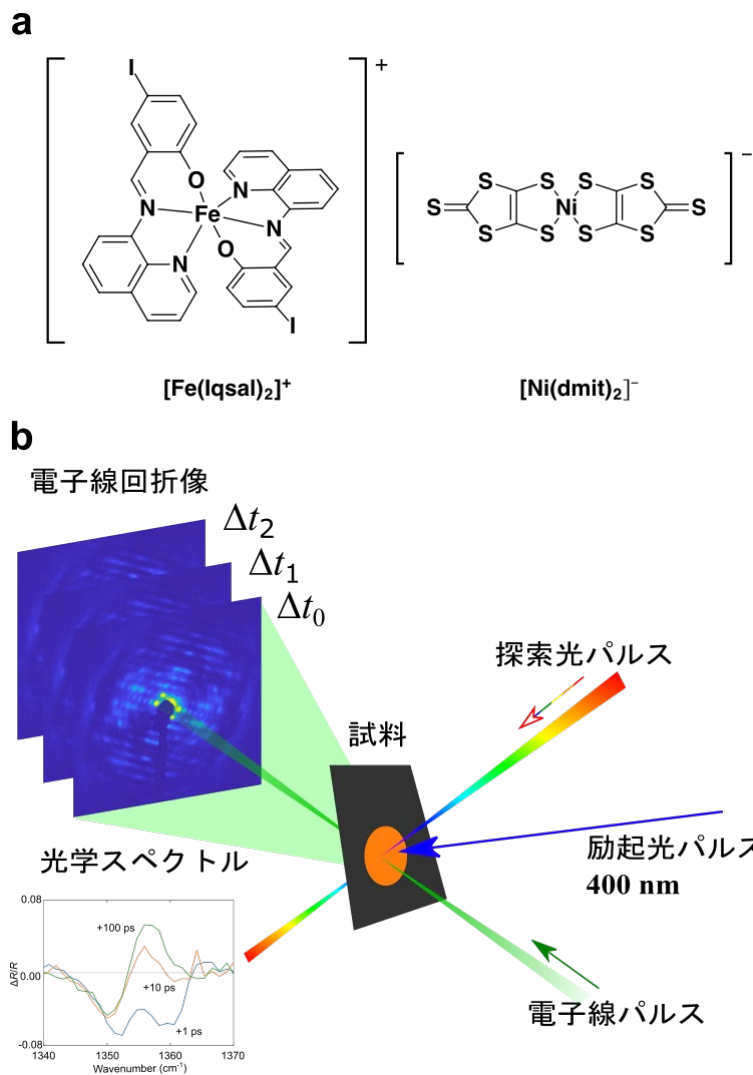 a
I
O
N
N
Fe
N
N
O
I
+
[Fe(Iqsal)₂]⁺
S
S
S
S
S
Ni
S
S
S
S
S
−
[Ni(dmit)₂]⁻
b
電子線回折像
Δt₂
Δt₁
Δt₀
探索光パルス
試料
励起光パルス
400 nm
電子線パルス
光学スペクトル
0.08
0.00
-0.08
ΔR/R
+100 ps
+10 ps
+1 ps
1340 1350 1360 1370
Wavenumber (cm⁻¹)